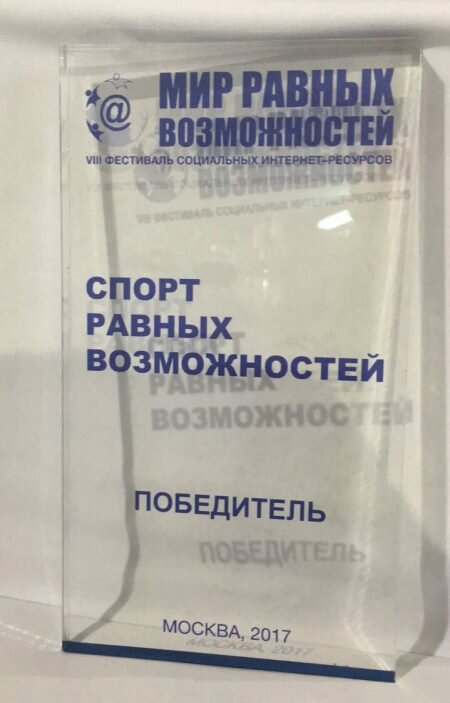 @
МИР РАВНЫХ
ВОЗМОЖНОСТЕЙ
VIII ФЕСТИВАЛЬ СОЦИАЛЬНЫХ ИНТЕРНЕТ-РЕСУРСОВ
СПОРТ
РАВНЫХ
ВОЗМОЖНОСТЕЙ
ПОБЕДИТЕЛЬ
МОСКВА, 2017